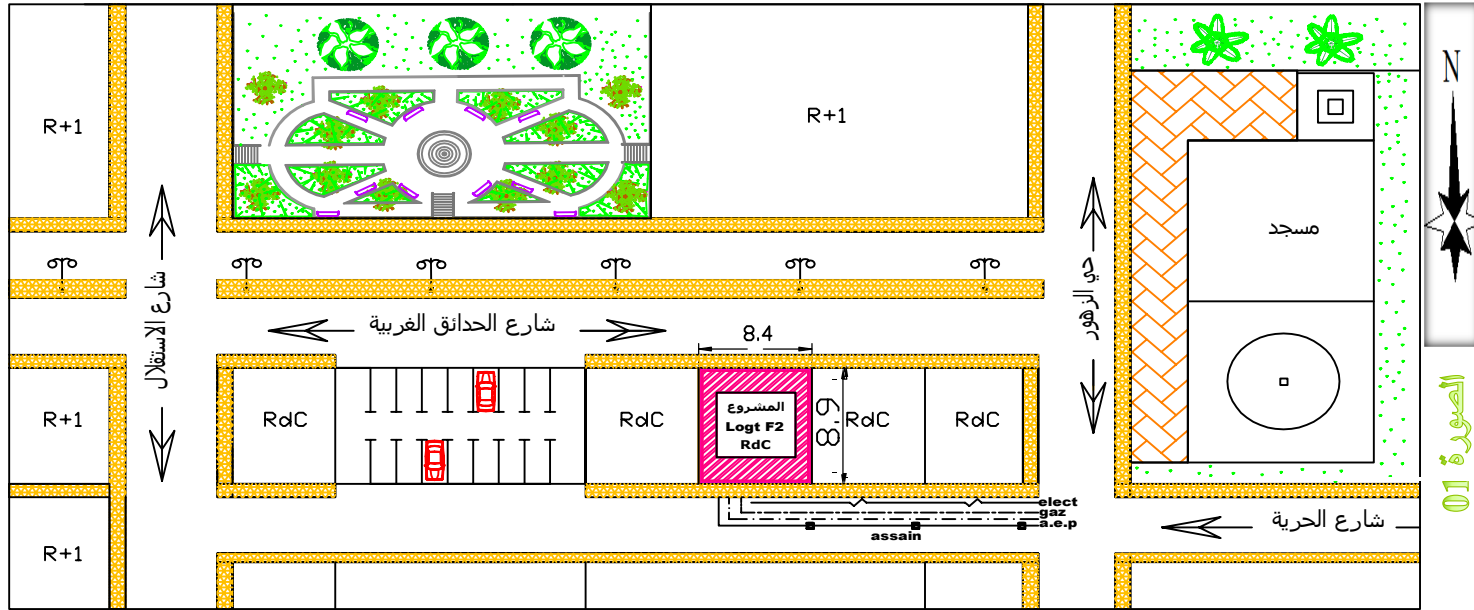 R+1
R+1
N
مسجد
شارع الاستقلال
حي الزهور
شارع الحدائق الغربية
8.4
R+1
RdC
RdC
المشروع
Logt F2
RdC
8.9
RdC
RdC
الصورة 01
elect
gaz
a.e.p
assain
شارع الحرية
R+1